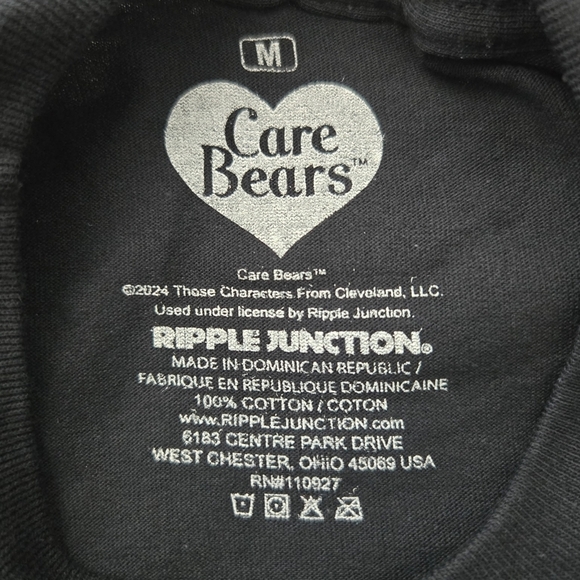 M
Care
Bears™
Care Bears™
©2024 Those Characters From Cleveland, LLC.
Used under license by Ripple Junction.
RIPPLE JUNCTION®
MADE IN DOMINICAN REPUBLIC /
FABRIQUE EN REPUBLIQUE DOMINICAINE
100% COTTON / COTON
www.RIPPLEJUNCTION.com
6183 CENTRE PARK DRIVE
WEST CHESTER, OHIO 45069 USA
RN#110927